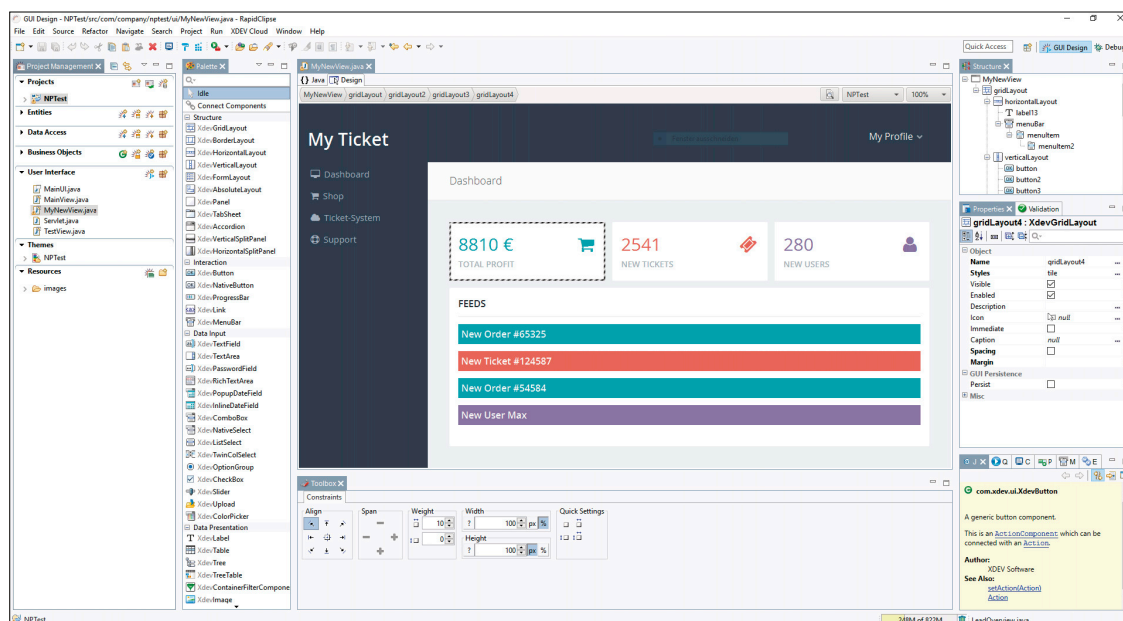 GUI Design - NPTest/src/com/company/nptest/ui/MyNewView.java - RapidClipse
File Edit Source Refactor Navigate Search Project Run XDEV Cloud Window Help
Quick Access
GUI Design
Debug
Project Management
Projects
NPTest
Entities
Data Access
Business Objects
User Interface
MainUI.java
MainView.java
MyNewView.java
Servlet.java
TestView.java
Themes
NPTest
Resources
images
Palette
Idle
Connect Components
Structure
XdevGridLayout
XdevBorderLayout
XdevHorizontalLayout
XdevVerticalLayout
XdevFormLayout
XdevAbsoluteLayout
XdevPanel
XdevTabSheet
XdevAccordion
XdevVerticalSplitPanel
XdevHorizontalSplitPanel
Interaction
XdevButton
XdevNativeButton
XdevProgressBar
XdevLink
XdevMenuBar
Data Input
XdevTextField
XdevTextArea
XdevPasswordField
XdevRichTextArea
XdevPopupDateField
XdevInlineDateField
XdevComboBox
XdevNativeSelect
XdevListSelect
XdevTwinColSelect
XdevOptionGroup
XdevCheckBox
XdevSlider
XdevUpload
XdevColorPicker
Data Presentation
XdevLabel
XdevTable
XdevTree
XdevTreeTable
XdevContainerFilterCompone
XdevImage
MyNewView.java
Java Design
MyNewView gridLayout gridLayout2 gridLayout3 gridLayout4
NPTest 100%
My Ticket
My Profile
Dashboard
Shop
Ticket-System
Support
Dashboard
8810 €
TOTAL PROFIT
2541
NEW TICKETS
280
NEW USERS
FEEDS
New Order #65325
New Ticket #124587
New Order #54584
New User Max
Toolbox
Constraints
Align
Span
Weight
10
0
Width
? 100 px %
Height
? 100 px %
Quick Settings
Structure
MyNewView
gridLayout
horizontalLayout
label13
menuBar
menuItem
menuItem2
verticalLayout
button
button2
button3
Properties Validation
gridLayout4 : XdevGridLayout
Object
Name gridLayout4 ...
Styles tile ...
Visible
Enabled
Description ...
Icon null ...
Immediate
Caption null ...
Spacing
Margin
GUI Persistence
Persist
Misc
J Q C P M E
com.xdev.ui.XdevButton
A generic button component.
This is an ActionComponent which can be
connected with an Action.
Author:
XDEV Software
See Also:
setAction(Action)
Action
NPTest
248M of 822M
LeadOverview.java